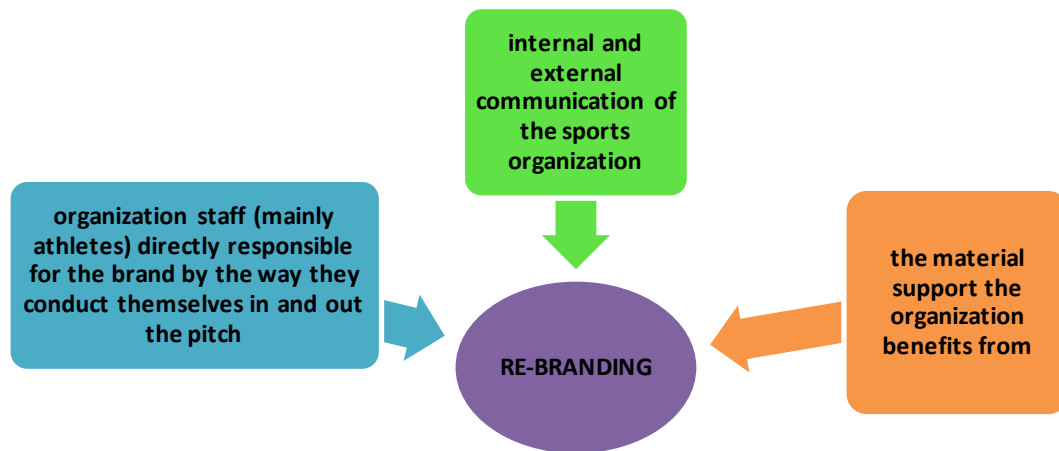 internal and
external
communication of
the sports
organization
organization staff (mainly
athletes) directly responsible
for the brand by the way they
conduct themselves in and out
the pitch
the material
support the
organization
benefits from
RE-BRANDING